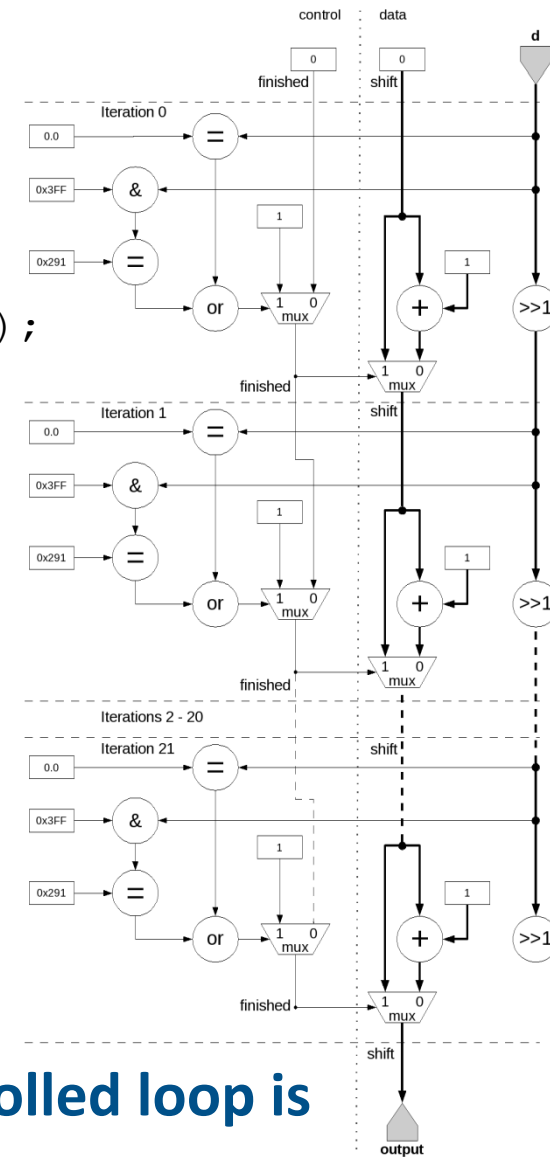 control data
d
0 0
finished shift
Iteration 0
0.0 =
0x3FF &
1
0x291 = 1
or 1 0 + >>1
mux
);
1 0
finished mux
shift
Iteration 1
0.0 =
0x3FF &
1
0x291 = 1
or 1 0 + >>1
mux
1 0
mux
finished
Iterations 2 - 20
Iteration 21 shift
0.0 =
0x3FF &
1
0x291 = 1
or 1 0 + >>1
mux
1 0
finished mux
shift
olled loop is
output